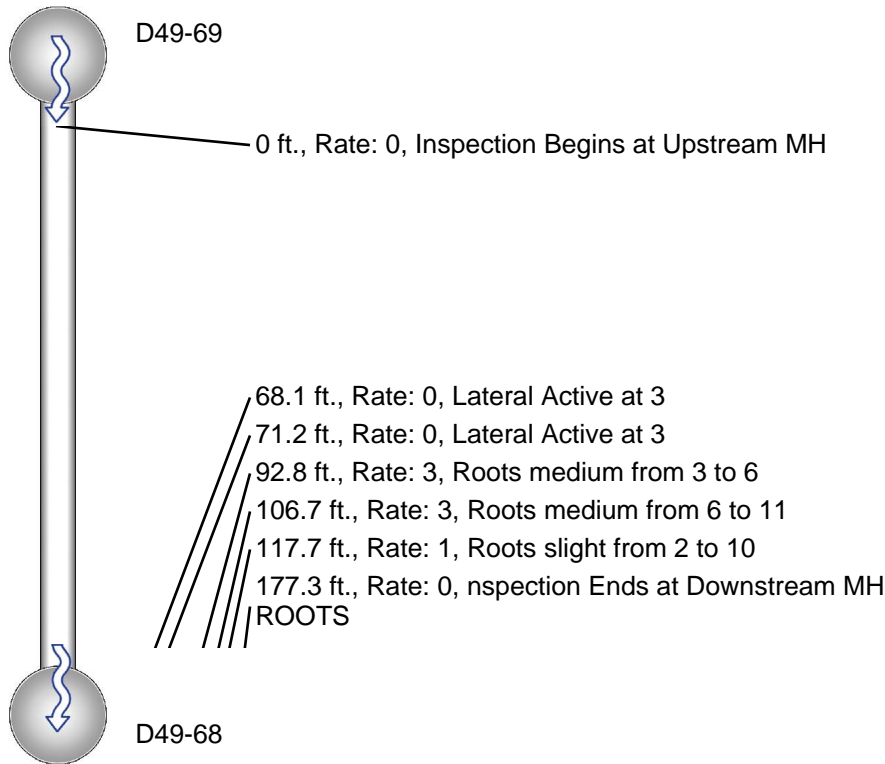 D49-69
0 ft., Rate: 0, Inspection Begins at Upstream MH
68.1 ft., Rate: 0, Lateral Active at 3
71.2 ft., Rate: 0, Lateral Active at 3
92.8 ft., Rate: 3, Roots medium from 3 to 6
106.7 ft., Rate: 3, Roots medium from 6 to 11
117.7 ft., Rate: 1, Roots slight from 2 to 10
177.3 ft., Rate: 0, nspection Ends at Downstream MH
ROOTS
D49-68